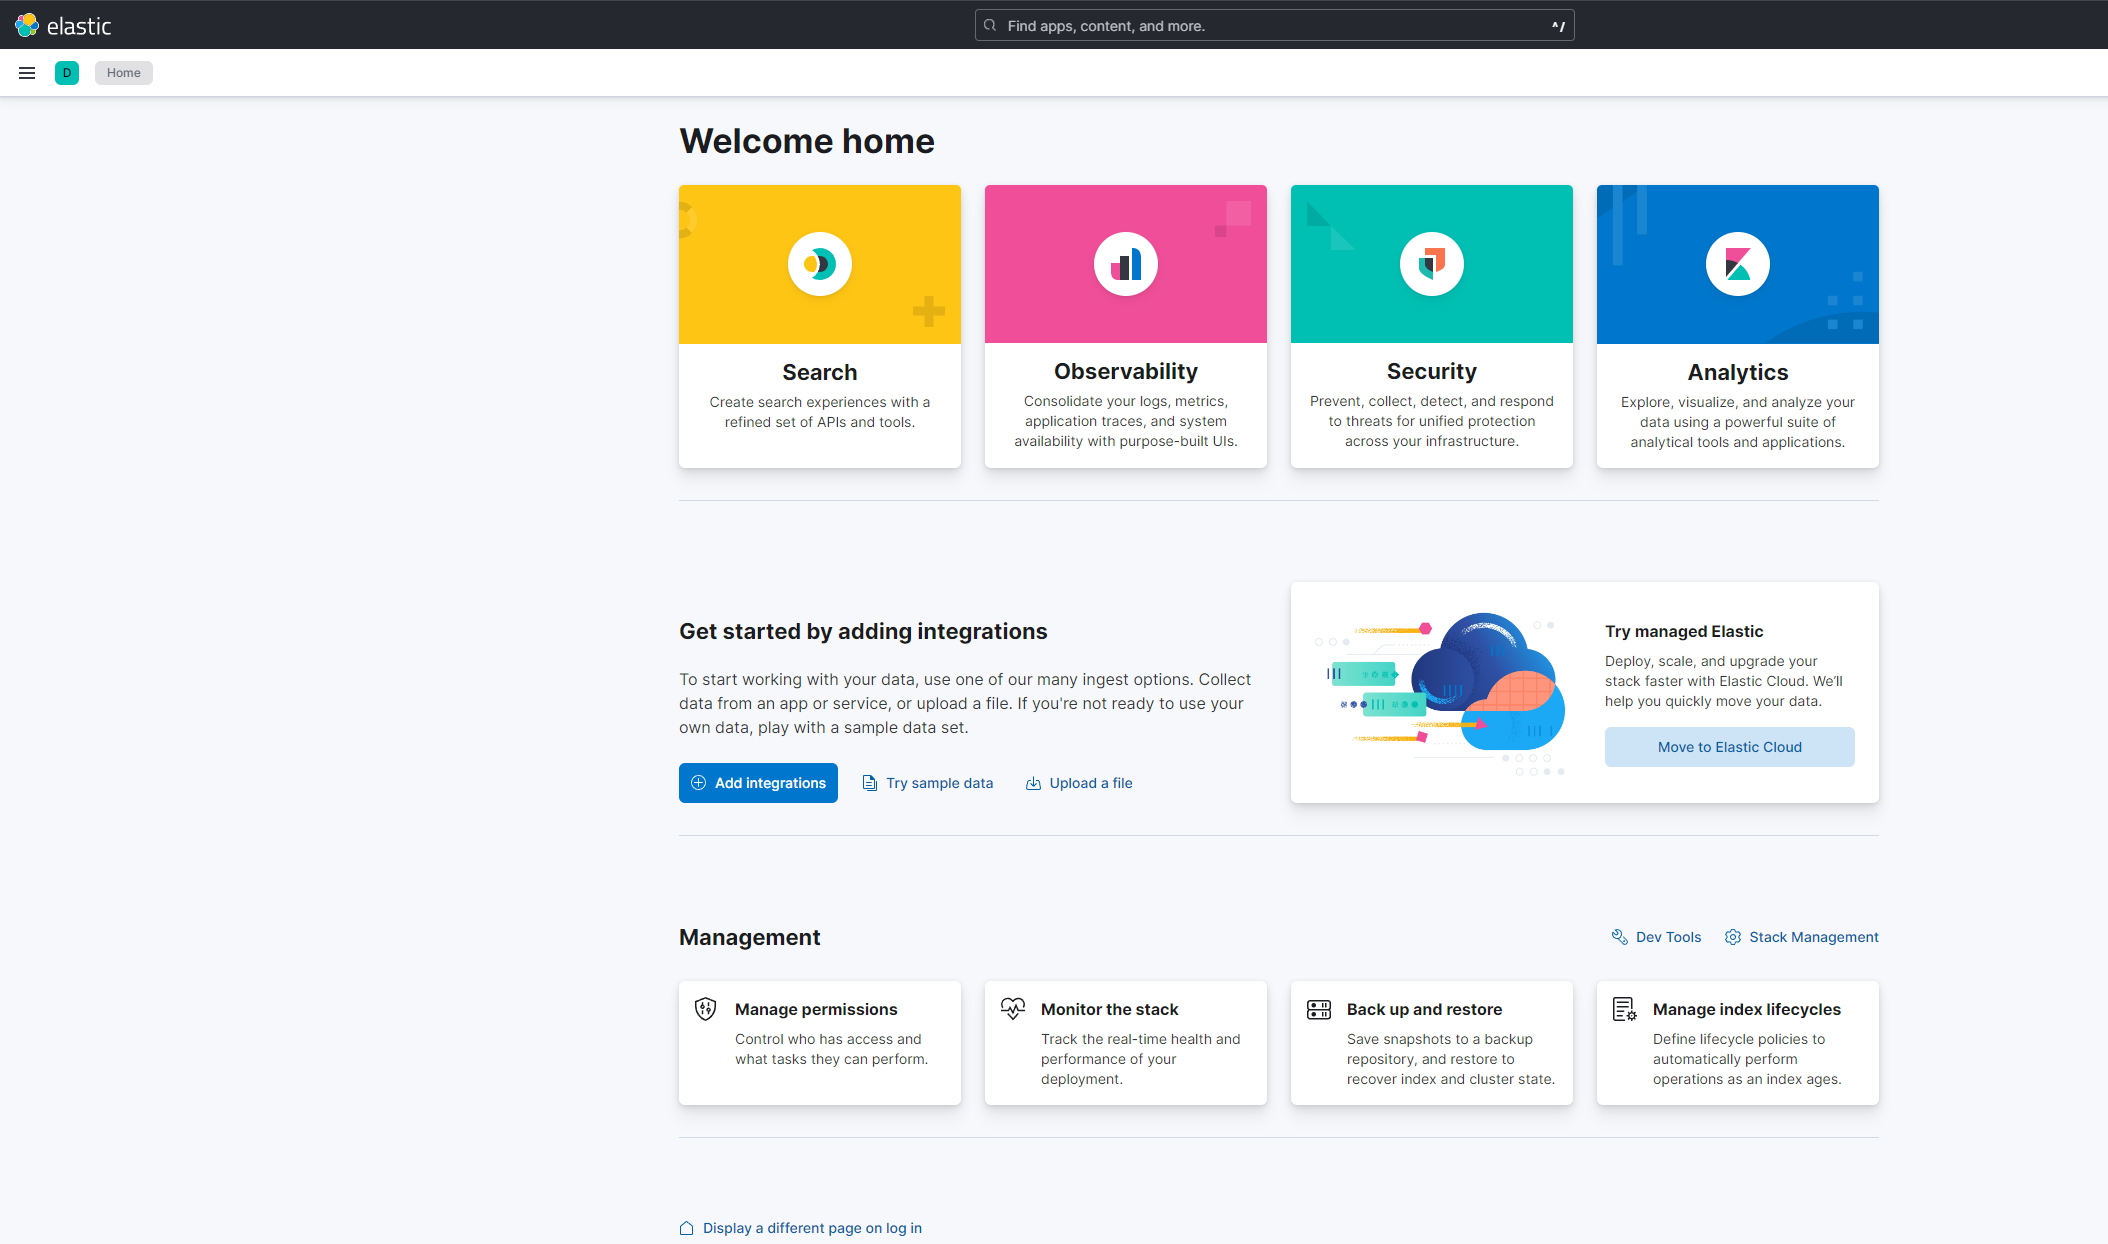 elastic
Find apps, content, and more.
^/
D
Home
Welcome home
Search
Create search experiences with a
refined set of APIs and tools.
Observability
Consolidate your logs, metrics,
application traces, and system
availability with purpose-built UIs.
Security
Prevent, collect, detect, and respond
to threats for unified protection
across your infrastructure.
Analytics
Explore, visualize, and analyze your
data using a powerful suite of
analytical tools and applications.
Get started by adding integrations
To start working with your data, use one of our many ingest options. Collect
data from an app or service, or upload a file. If you're not ready to use your
own data, play with a sample data set.
Add integrations
Try sample data
Upload a file
Try managed Elastic
Deploy, scale, and upgrade your
stack faster with Elastic Cloud. We’ll
help you quickly move your data.
Move to Elastic Cloud
Management
Dev Tools
Stack Management
Manage permissions
Control who has access and
what tasks they can perform.
Monitor the stack
Track the real-time health and
performance of your
deployment.
Back up and restore
Save snapshots to a backup
repository, and restore to
recover index and cluster state.
Manage index lifecycles
Define lifecycle policies to
automatically perform
operations as an index ages.
Display a different page on log in